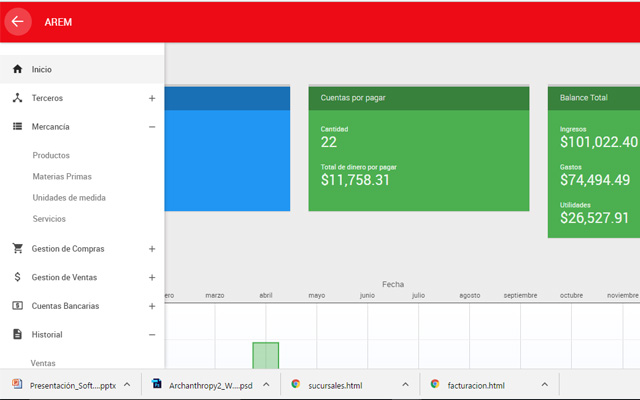 AREM
Inicio
Terceros
Mercancía
Productos
Materias Primas
Unidades de medida
Servicios
Gestion de Compras
Gestion de Ventas
Cuentas Bancarias
Historial
Ventas
Cuentas por pagar
Cantidad
22
Total de dinero por pagar
$11,758.31
Balance Total
Ingresos
$101,022.40
Gastos
$74,494.49
Utilidades
$26,527.91
Fecha
ero marzo abril mayo junio julio agosto septiembre octubre noviembre
Presentación_Soft....pptx
Archanthropy2_W....psd
sucursales.html
facturacion.html